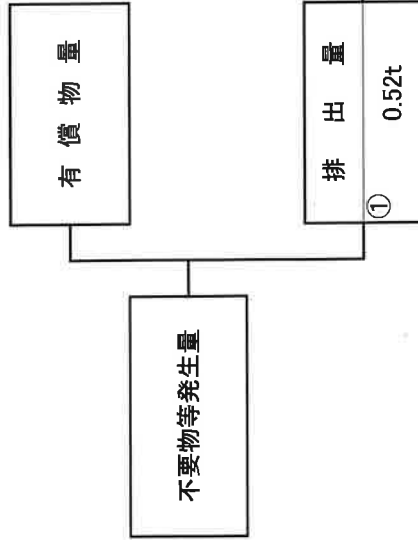 有償物量
不要物等発生量
排出量
①
0.52t